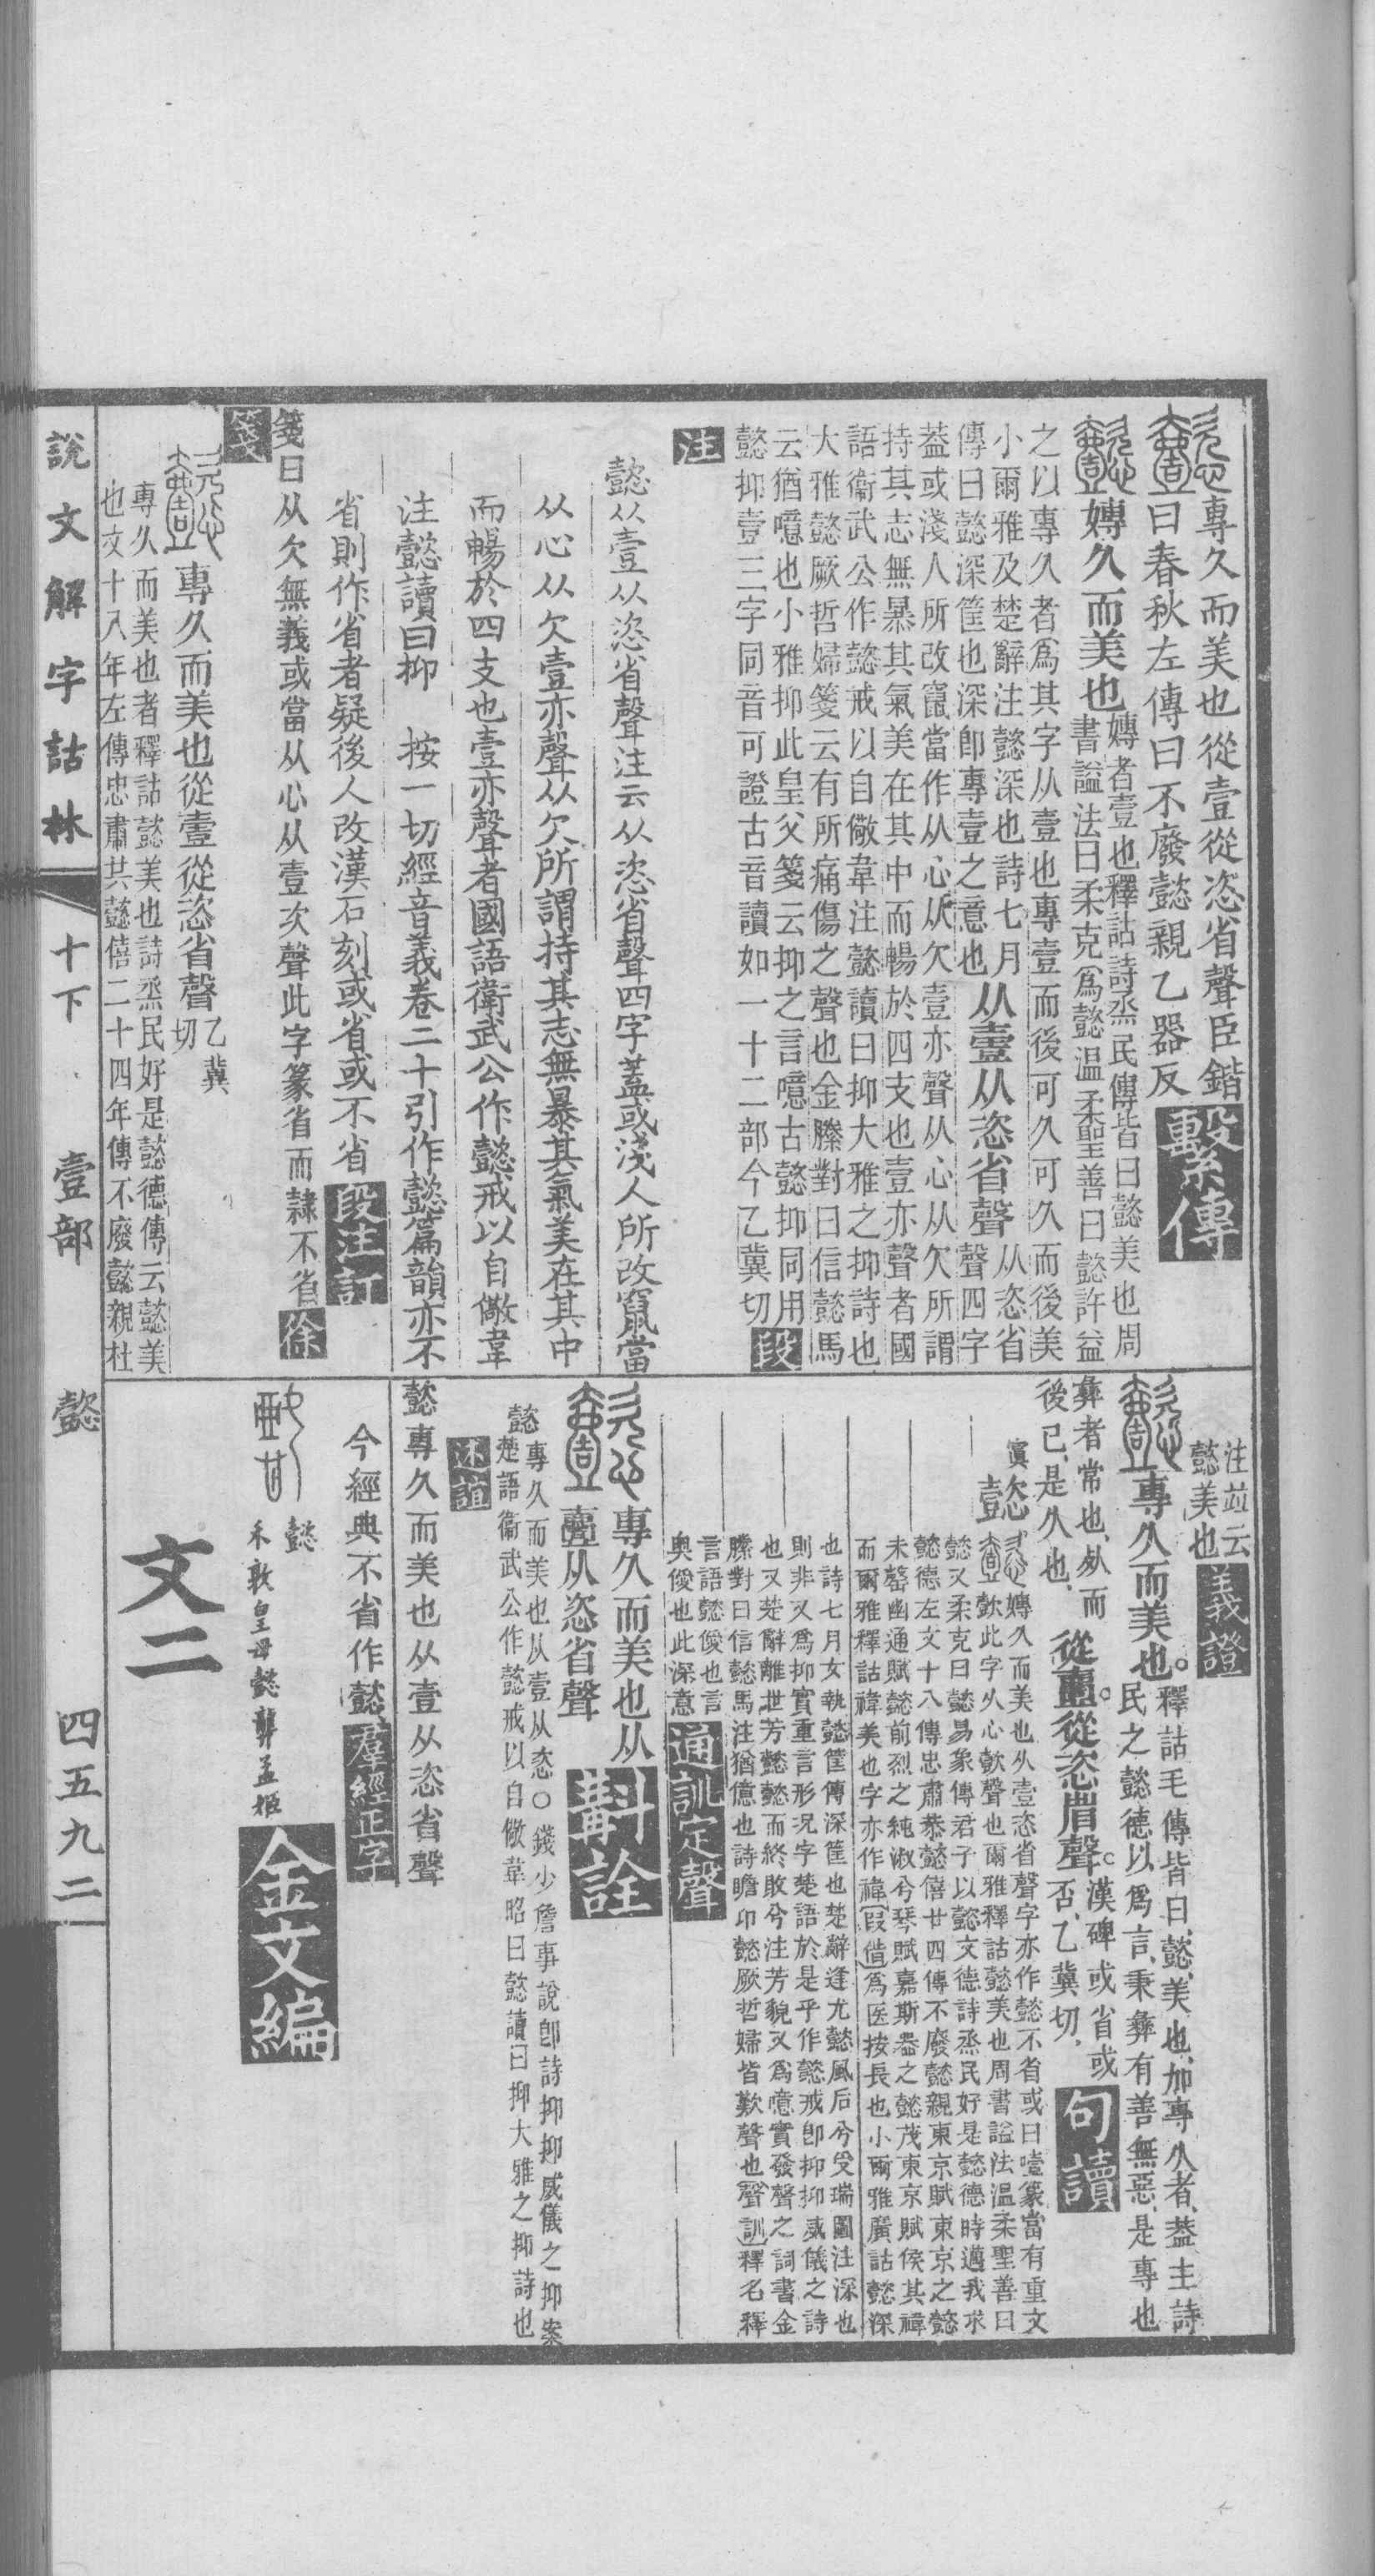 專久而美也從壹從恣省聲臣鍇
曰春秋左傳曰不廢懿親乙器反
繫傳
嫥久而美也
嫥者壹也釋詁詩烝民傳皆曰懿美也周
書謚法曰柔克爲懿溫柔聖善曰懿許益
之以專久者爲其字从壹也專壹而後可久可久而後美
小爾雅及楚辭注懿深也詩七月
傳曰懿深筐也深卽專壹之意也
从壹从恣省聲
从恣省
聲四字
蓋或淺人所改竄當作从心从欠壹亦聲从心从欠所謂
持其志無暴其氣美在其中而暢於四支也壹亦聲者國
語衞武公作懿戒以自儆韋注懿讀曰抑大雅之抑詩也
大雅懿厥哲婦箋云有所痛傷之聲也金縢對曰信懿馬
云猶噫也小雅抑此皇父箋云抑之言噫古懿抑同用
懿抑壹三字同音可證古音讀如一十二部今乙冀切
段
注
懿从壹从恣省聲注云从恣省聲四字蓋或淺人所改竄當
从心从欠壹亦聲从欠所謂持其志無暴其氣美在其中
而暢於四支也壹亦聲者國語衞武公作懿戒以自儆韋
注懿讀曰抑 按一切經音義卷二十引作懿篇韻亦不
省則作省者疑後人改漢石刻或省或不省
段注訂
箋曰从欠無義或當从心从壹次聲此字篆省而隷不省
徐
箋
專久而美也從壹從恣省聲
乙冀
切
專久而美也者釋詁懿美也詩烝民好是懿德傳云懿美
也文十八年左傳忠肅共懿僖二十四年傳不廢懿親杜
注竝云
懿美也
義證
專久而美也。
釋詁毛傳皆曰懿美也加專久者蓋主詩
民之懿德以爲言秉彝有善無惡是專也
彝者常也从而
後已是久也
從壹。從恣省聲。
漢碑或省或
否乙冀切
句讀
懿
嫥久而美也从壹恣省聲字亦作懿不省或曰噎篆當有重文
歖此字从心歖聲也爾雅釋詁懿美也周書謚法溫柔聖善曰
懿又柔克曰懿易象傳君子以懿文德詩烝民好是懿德時邁我求
懿德左文十八傳忠肅恭懿僖廿四傳不廢懿親東京賦東京之懿
未罄幽通賦懿前烈之純淑兮琴賦嘉斯器之懿茂東京賦侯其褘
而爾雅釋詁褘美也字亦作褘叚借爲医按長也小爾雅廣詁懿深
也詩七月女執懿筐傳深筐也楚辭逢尤懿風后兮受瑞圖注深也
則非又爲抑實重言形況字楚語於是乎作懿戒卽抑抑威儀之詩
也又楚辭離世芳懿懿而終敗兮注芳貌又爲噫實發聲之詞書金
縢對曰信懿馬注猶億也詩瞻卬懿厥哲婦皆歎聲也聲訓釋名釋
言語懿僾也言
奧僾也此深意
通訓定聲
專久而美也从
壹从恣省聲
斠詮
懿
專久而美也从壹从恣〇錢少詹事說卽詩抑抑威儀之抑案
楚語衞武公作懿戒以自儆韋昭曰懿讀曰抑大雅之抑詩也
述誼
懿專久而美也从壹从恣省聲
今經典不省作懿
羣經正字
懿
禾敦皇母懿龏孟姬
金文編
文二
說文解字詁林
十下
壹部
懿
四五九二